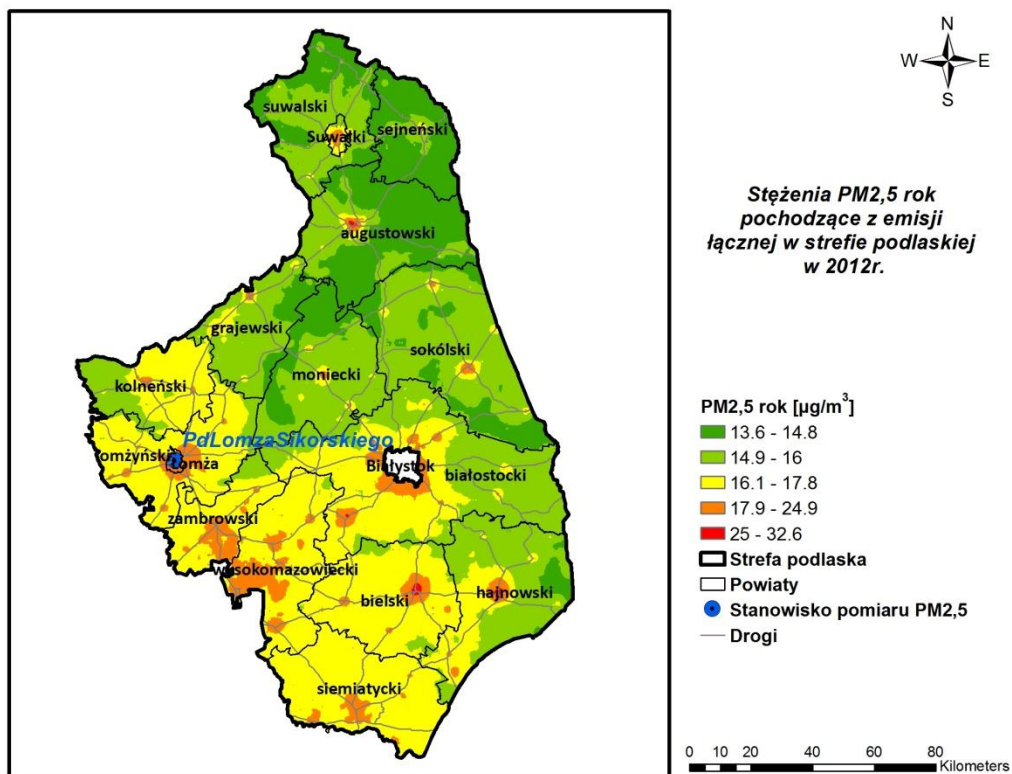 N
W E
S
Stężenia PM2,5 rok
pochodzące z emisji
łącznej w strefie podlaskiej
w 2012r.
suwalski
Suwałki
sejneński
augustowski
grajewski
sokólski
moniecki
kolneński
PdLomzaSikorskiego
omżyński
Łomża
Białystok
białostocki
zambrowski
wysokomazowiecki
bielski
hajnowski
siemiatycki
PM2,5 rok [µg/m³]
13.6 - 14.8
14.9 - 16
16.1 - 17.8
17.9 - 24.9
25 - 32.6
Strefa podlaska
Powiaty
Stanowisko pomiaru PM2,5
Drogi
0 5 10 20 40 60 80
Kilometers